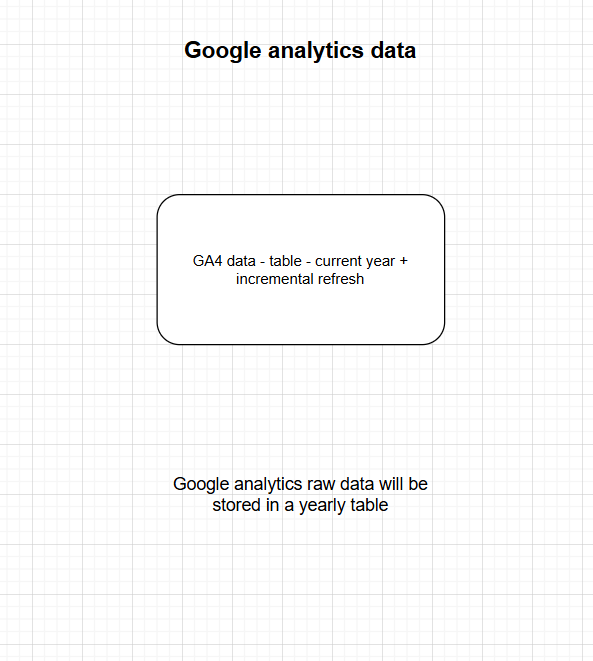 Google analytics data
GA4 data - table - current year +
incremental refresh
Google analytics raw data will be
stored in a yearly table